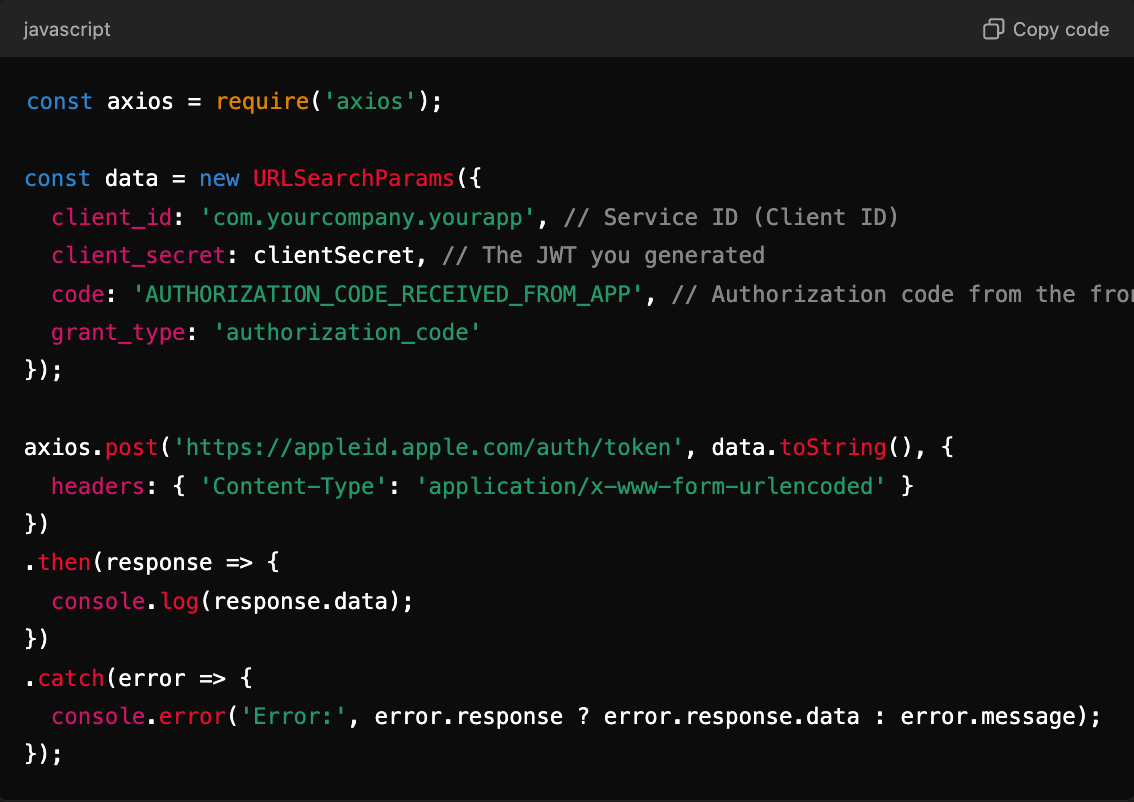 javascript
Copy code
const axios = require('axios');
const data = new URLSearchParams({
  client_id: 'com.yourcompany.yourapp', // Service ID (Client ID)
  client_secret: clientSecret, // The JWT you generated
  code: 'AUTHORIZATION_CODE_RECEIVED_FROM_APP', // Authorization code from the
  grant_type: 'authorization_code'
});
axios.post('https://appleid.apple.com/auth/token', data.toString(), {
  headers: { 'Content-Type': 'application/x-www-form-urlencoded' }
})
.then(response => {
  console.log(response.data);
})
.catch(error => {
  console.error('Error:', error.response ? error.response.data : error.message);
});